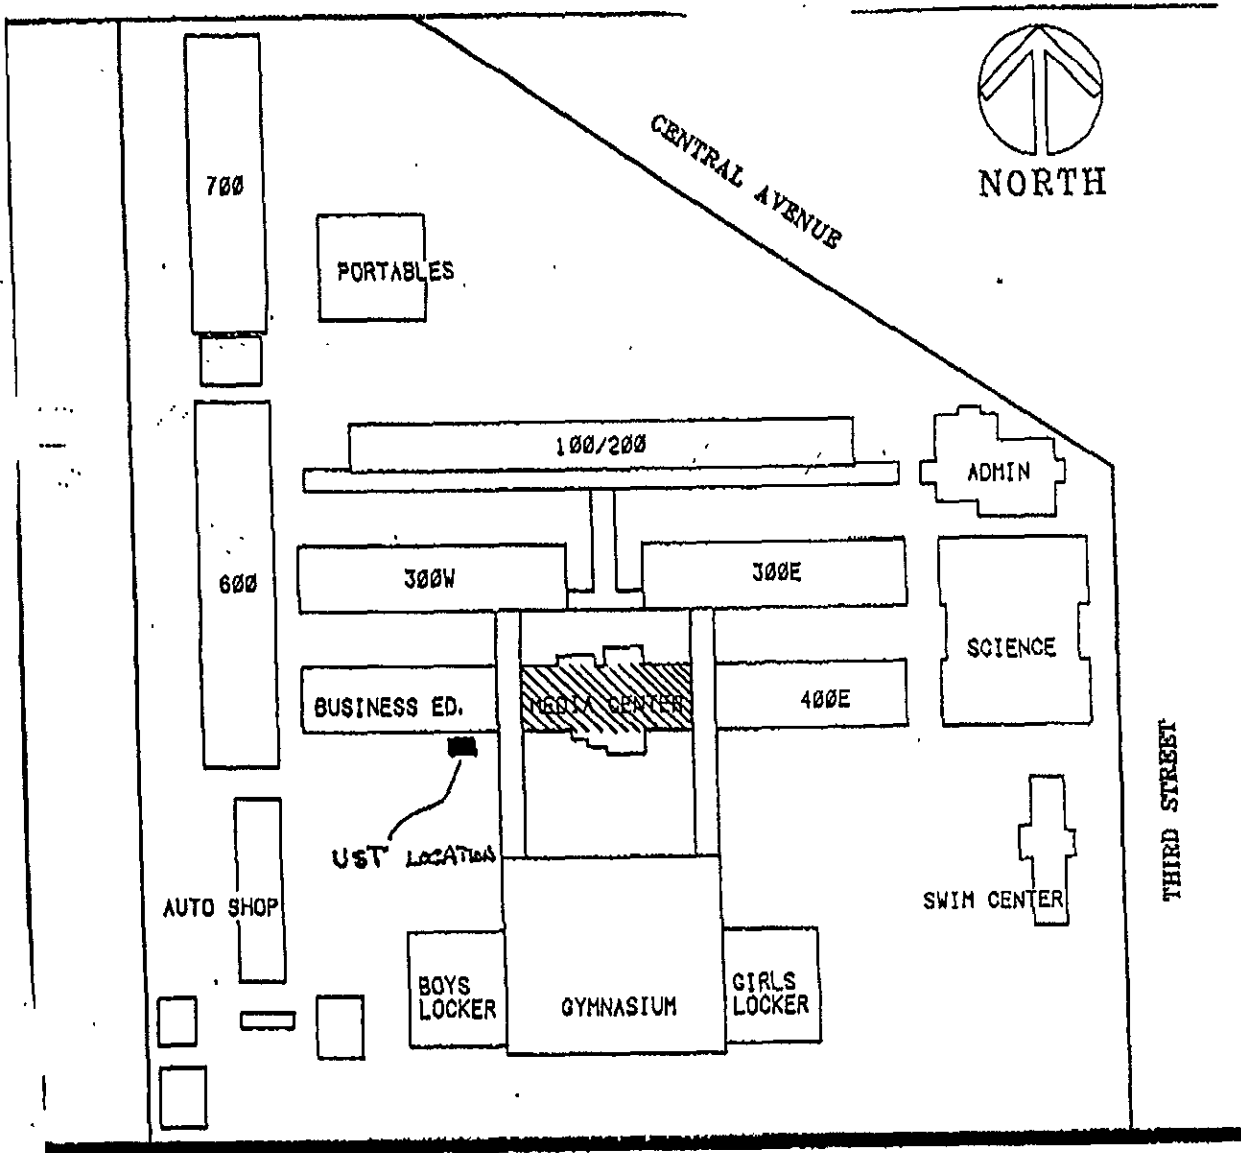 CENTRAL AVENUE
NORTH
700
PORTABLES
100/200
ADMIN
600
300W
300E
SCIENCE
BUSINESS ED.
MEDIA CENTER
400E
THIRD STREET
UST LOCATION
AUTO SHOP
SWIM CENTER
BOYS
LOCKER
GYMNASIUM
GIRLS
LOCKER